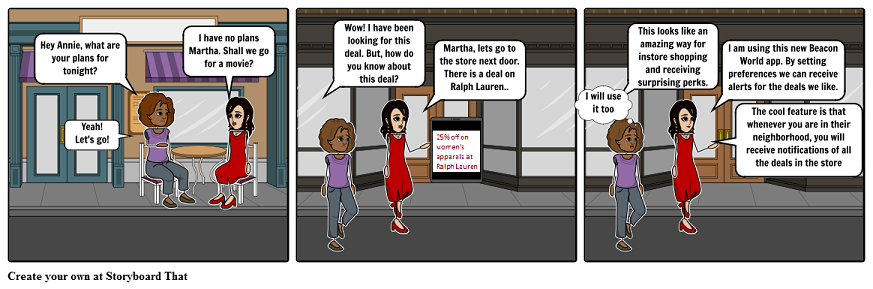 Hey Annie, what are
your plans for
tonight?
I have no plans
Martha. Shall we go
for a movie?
Yeah!
Let's go!
Wow! I have been
looking for this
deal. But, how do
you know about
this deal?
Martha, lets go to
the store next door.
There is a deal on
Ralph Lauren..
25% off on
women's
apparals at
Ralph Lauren
This looks like an
amazing way for
instore shopping
and receiving
surprising perks.
I am using this new Beacon
World app. By setting
preferences we can receive
alerts for the deals we like.
I will use
it too
The cool feature is that
whenever you are in their
neighborhood, you will
receive notifications of all
the deals in the store
Create your own at Storyboard That